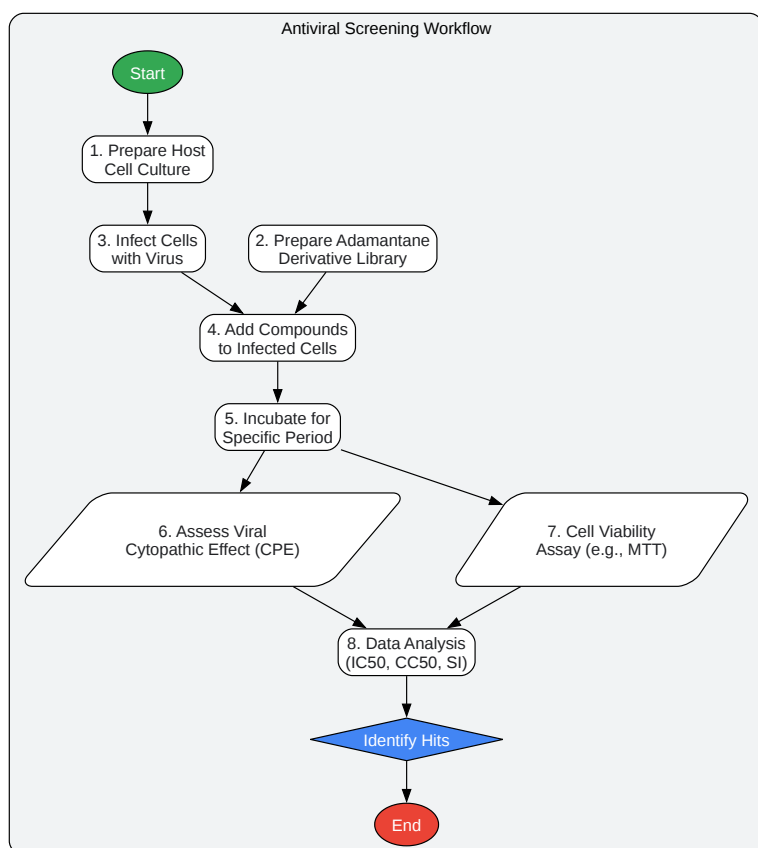 Antiviral Screening Workflow
Start
1. Prepare Host
Cell Culture
3. Infect Cells
with Virus
2. Prepare Adamantane
Derivative Library
4. Add Compounds
to Infected Cells
5. Incubate for
Specific Period
6. Assess Viral
Cytopathic Effect (CPE)
7. Cell Viability
Assay (e.g., MTT)
8. Data Analysis
(IC50, CC50, SI)
Identify Hits
End